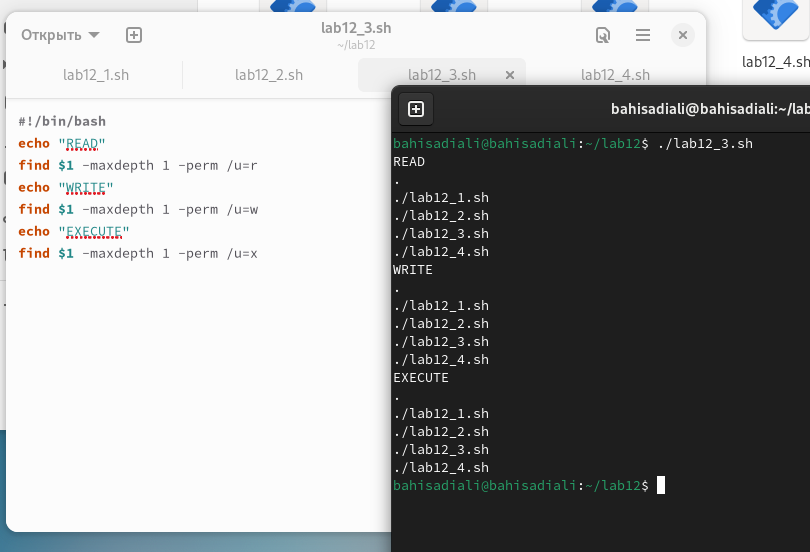 Открыть
lab12_3.sh
~/lab12
lab12_1.sh
lab12_2.sh
lab12_3.sh
lab12_4.sh
#!/bin/bash
echo "READ"
find $1 -maxdepth 1 -perm /u=r
echo "WRITE"
find $1 -maxdepth 1 -perm /u=w
echo "EXECUTE"
find $1 -maxdepth 1 -perm /u=x
lab12_4.sh
bahisadiali@bahisadiali:~/lab
bahisadiali@bahisadiali:~/lab12$ ./lab12_3.sh
READ
.
./lab12_1.sh
./lab12_2.sh
./lab12_3.sh
./lab12_4.sh
WRITE
.
./lab12_1.sh
./lab12_2.sh
./lab12_3.sh
./lab12_4.sh
EXECUTE
.
./lab12_1.sh
./lab12_2.sh
./lab12_3.sh
./lab12_4.sh
bahisadiali@bahisadiali:~/lab12$